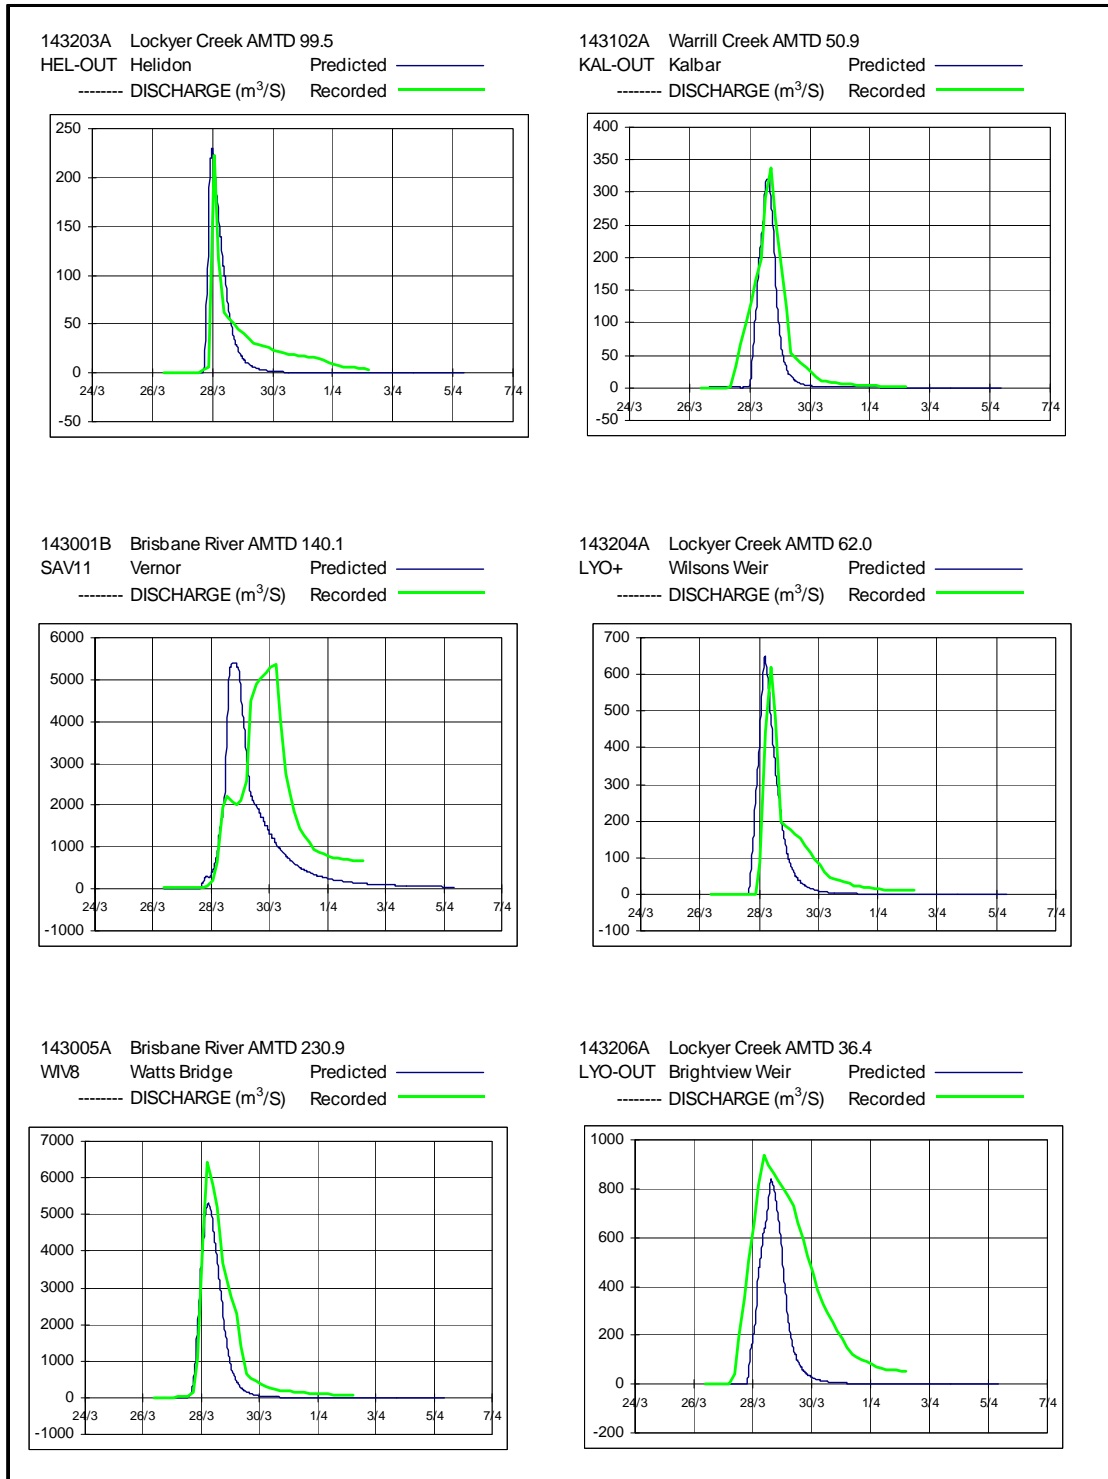 143203A Lockyer Creek AMTD 99.5
HEL-OUT Helidon Predicted
-------- DISCHARGE (m³/S) Recorded
250
200
150
100
50
0
-50
24/3 26/3 28/3 30/3 1/4 3/4 5/4 7/4
143102A Warrill Creek AMTD 50.9
KAL-OUT Kalbar Predicted
-------- DISCHARGE (m³/S) Recorded
400
350
300
250
200
150
100
50
0
-50
24/3 26/3 28/3 30/3 1/4 3/4 5/4 7/4
143001B Brisbane River AMTD 140.1
SAV11 Vernor Predicted
-------- DISCHARGE (m³/S) Recorded
6000
5000
4000
3000
2000
1000
0
-1000
24/3 26/3 28/3 30/3 1/4 3/4 5/4 7/4
143204A Lockyer Creek AMTD 62.0
LYO+ Wilsons Weir Predicted
-------- DISCHARGE (m³/S) Recorded
700
600
500
400
300
200
100
0
-100
24/3 26/3 28/3 30/3 1/4 3/4 5/4 7/4
143005A Brisbane River AMTD 230.9
WIV8 Watts Bridge Predicted
-------- DISCHARGE (m³/S) Recorded
7000
6000
5000
4000
3000
2000
1000
0
-1000
24/3 26/3 28/3 30/3 1/4 3/4 5/4 7/4
143206A Lockyer Creek AMTD 36.4
LYO-OUT Brightview Weir Predicted
-------- DISCHARGE (m³/S) Recorded
1000
800
600
400
200
0
-200
24/3 26/3 28/3 30/3 1/4 3/4 5/4 7/4